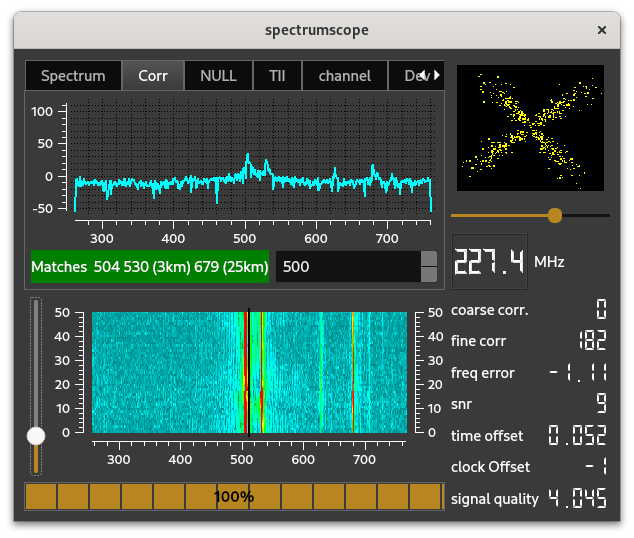 spectrumscope ×
Spectrum Corr NULL TII channel Dev
100
50
0
-50
300 400 500 600 700
227.4 MHz
Matches 504 530 (3km) 679 (25km) 500
50 50
40 40
30 30
20 20
10 10
0 0
300 400 500 600 700
100%
coarse corr. 0
fine corr 182
freq error -1.11
snr 9
time offset 0.052
clock Offset -1
signal quality 4.045